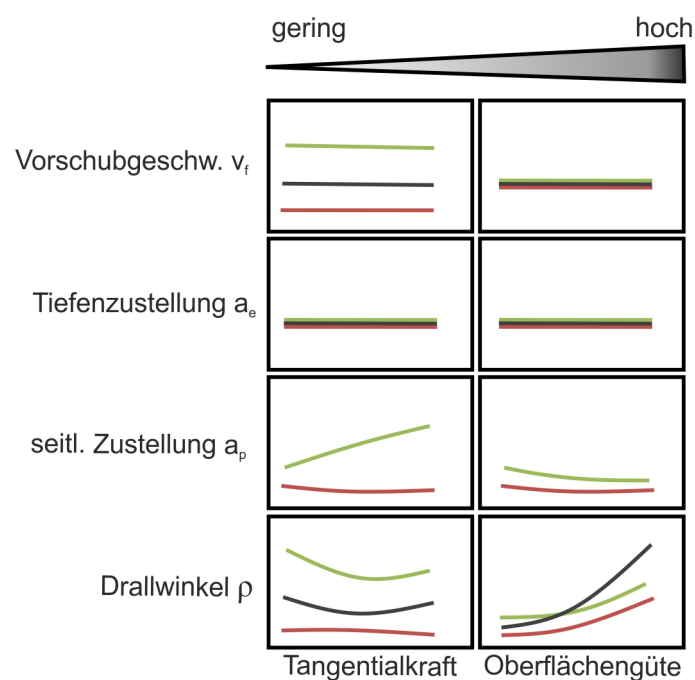 gering hoch
Vorschubgeschw. vf
Tiefenzustellung ae
seitl. Zustellung ap
Drallwinkel ρ
Tangentialkraft Oberflächengüte